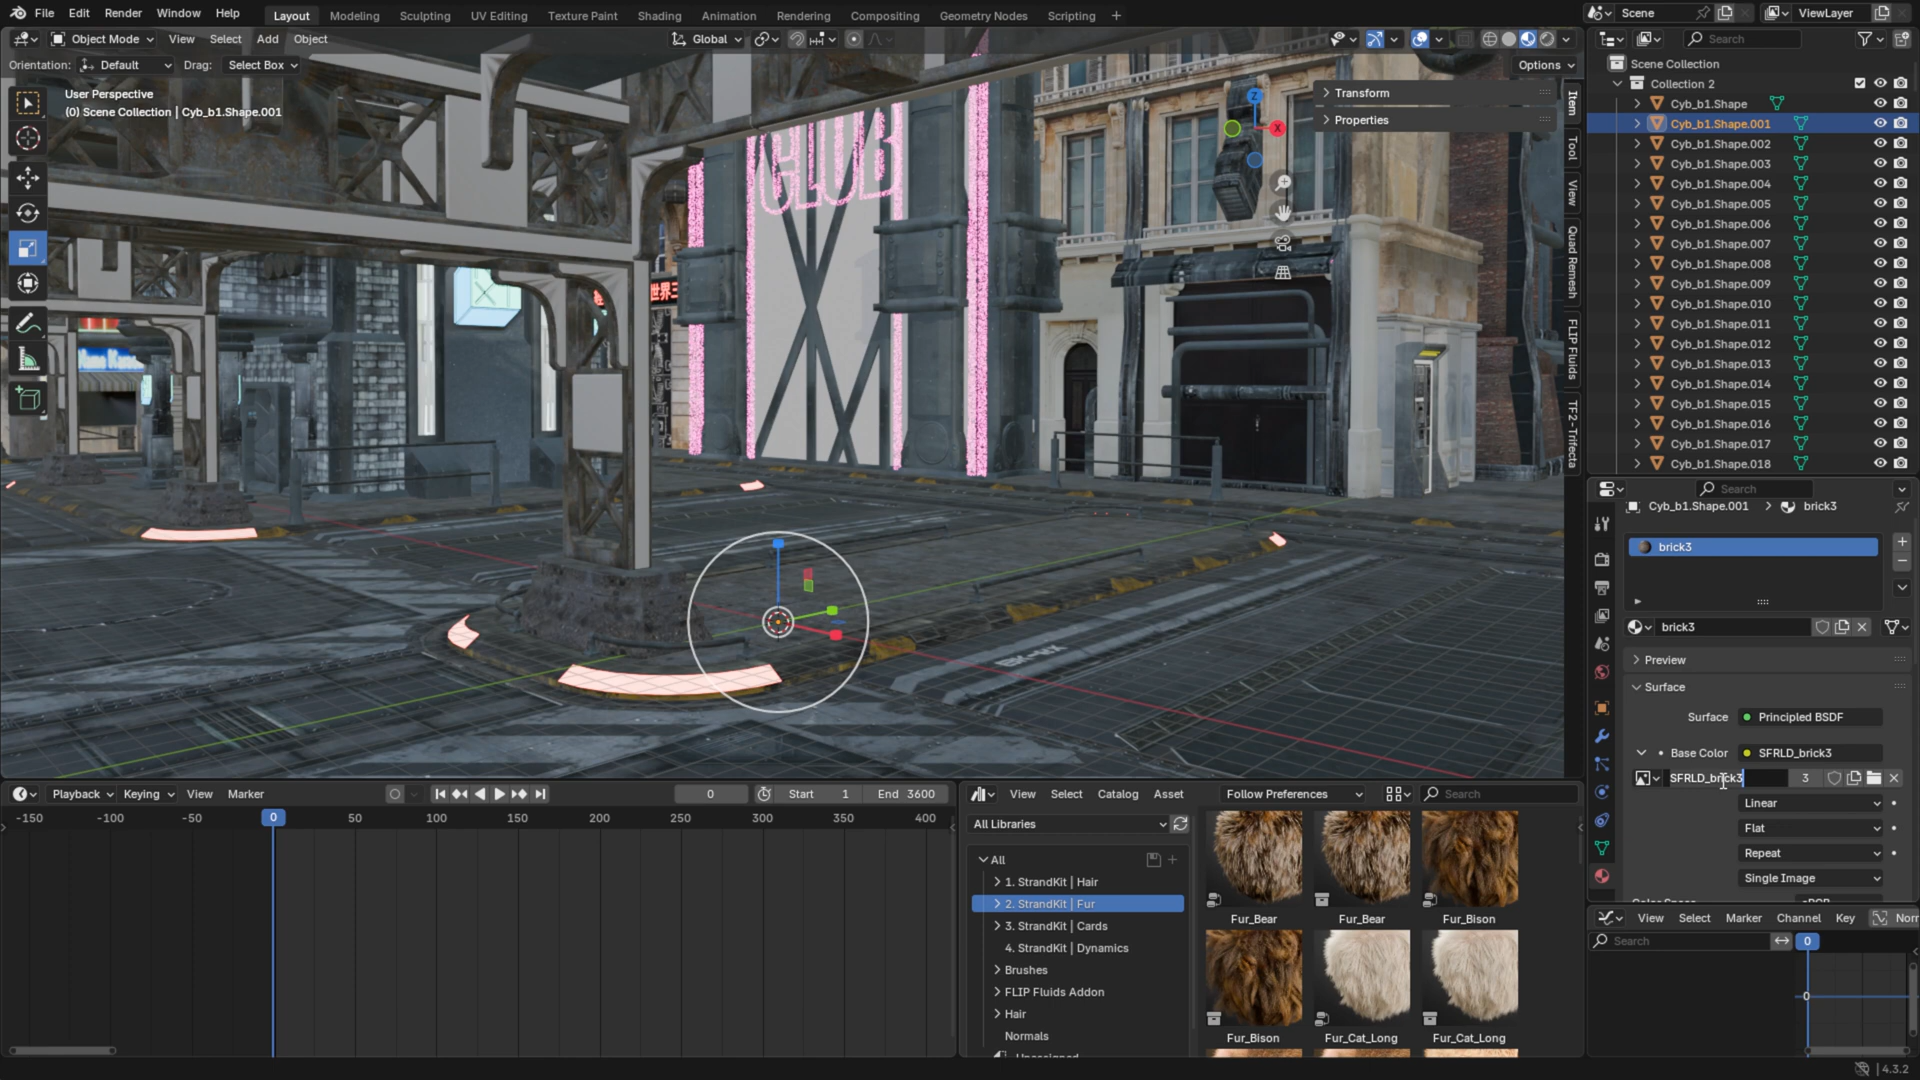 File Edit Render Window Help
Layout Modeling Sculpting UV Editing Texture Paint Shading Animation Rendering Compositing Geometry Nodes Scripting +
Scene
ViewLayer
Object Mode View Select Add Object
Global
Orientation: Default Drag: Select Box
Options
User Perspective
(0) Scene Collection | Cyb_b1.Shape.001
Transform
Properties
Z
X
Item
Tool
View
Quad Remesh
FLIP Fluids
TF2-Trifecta
CLUB
世界
Search
Scene Collection
Collection 2
Cyb_b1.Shape
Cyb_b1.Shape.001
Cyb_b1.Shape.002
Cyb_b1.Shape.003
Cyb_b1.Shape.004
Cyb_b1.Shape.005
Cyb_b1.Shape.006
Cyb_b1.Shape.007
Cyb_b1.Shape.008
Cyb_b1.Shape.009
Cyb_b1.Shape.010
Cyb_b1.Shape.011
Cyb_b1.Shape.012
Cyb_b1.Shape.013
Cyb_b1.Shape.014
Cyb_b1.Shape.015
Cyb_b1.Shape.016
Cyb_b1.Shape.017
Cyb_b1.Shape.018
Search
Cyb_b1.Shape.001 > brick3
brick3
brick3
Preview
Surface
Surface Principled BSDF
Base Color SFRLD_brick3
SFRLD_brick3 3
Linear
Flat
Repeat
Single Image
View Select Marker Channel Key Nor
Search
0
0
Playback Keying View Marker
0
Start 1 End 3600
-150 -100 -50 0 50 100 150 200 250 300 350 400
View Select Catalog Asset Follow Preferences Search
All Libraries
All
1. StrandKit | Hair
2. StrandKit | Fur
3. StrandKit | Cards
4. StrandKit | Dynamics
Brushes
FLIP Fluids Addon
Hair
Normals
Fur_Bear Fur_Bear Fur_Bison
Fur_Bison Fur_Cat_Long Fur_Cat_Long
4.3.2